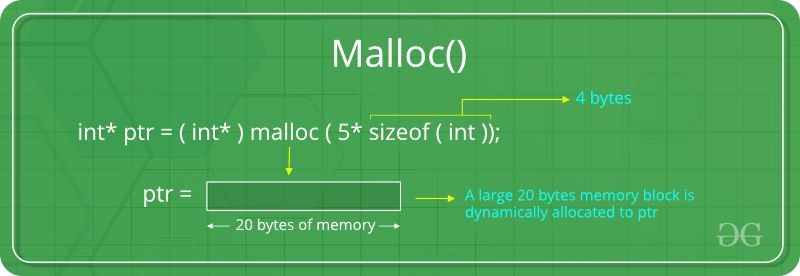 Malloc()
4 bytes
int* ptr = ( int* ) malloc ( 5* sizeof ( int ));
ptr =
A large 20 bytes memory block is
dynamically allocated to ptr
20 bytes of memory
GG